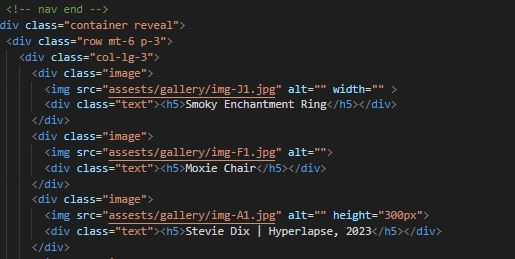 <!-- nav end -->
div class="container reveal">
<div class="row mt-6 p-3">
<div class="col-lg-3">
<div class="image">
<img src="assests/gallery/img-J1.jpg" alt="" width="" >
<div class="text"><h5>Smoky Enchantment Ring</h5></div>
</div>
<div class="image">
<img src="assests/gallery/img-F1.jpg" alt="">
<div class="text"><h5>Moxie Chair</h5></div>
</div>
<div class="image">
<img src="assests/gallery/img-A1.jpg" alt="" height="300px">
<div class="text"><h5>Stevie Dix | Hyperlapse, 2023</h5></div>
</div>